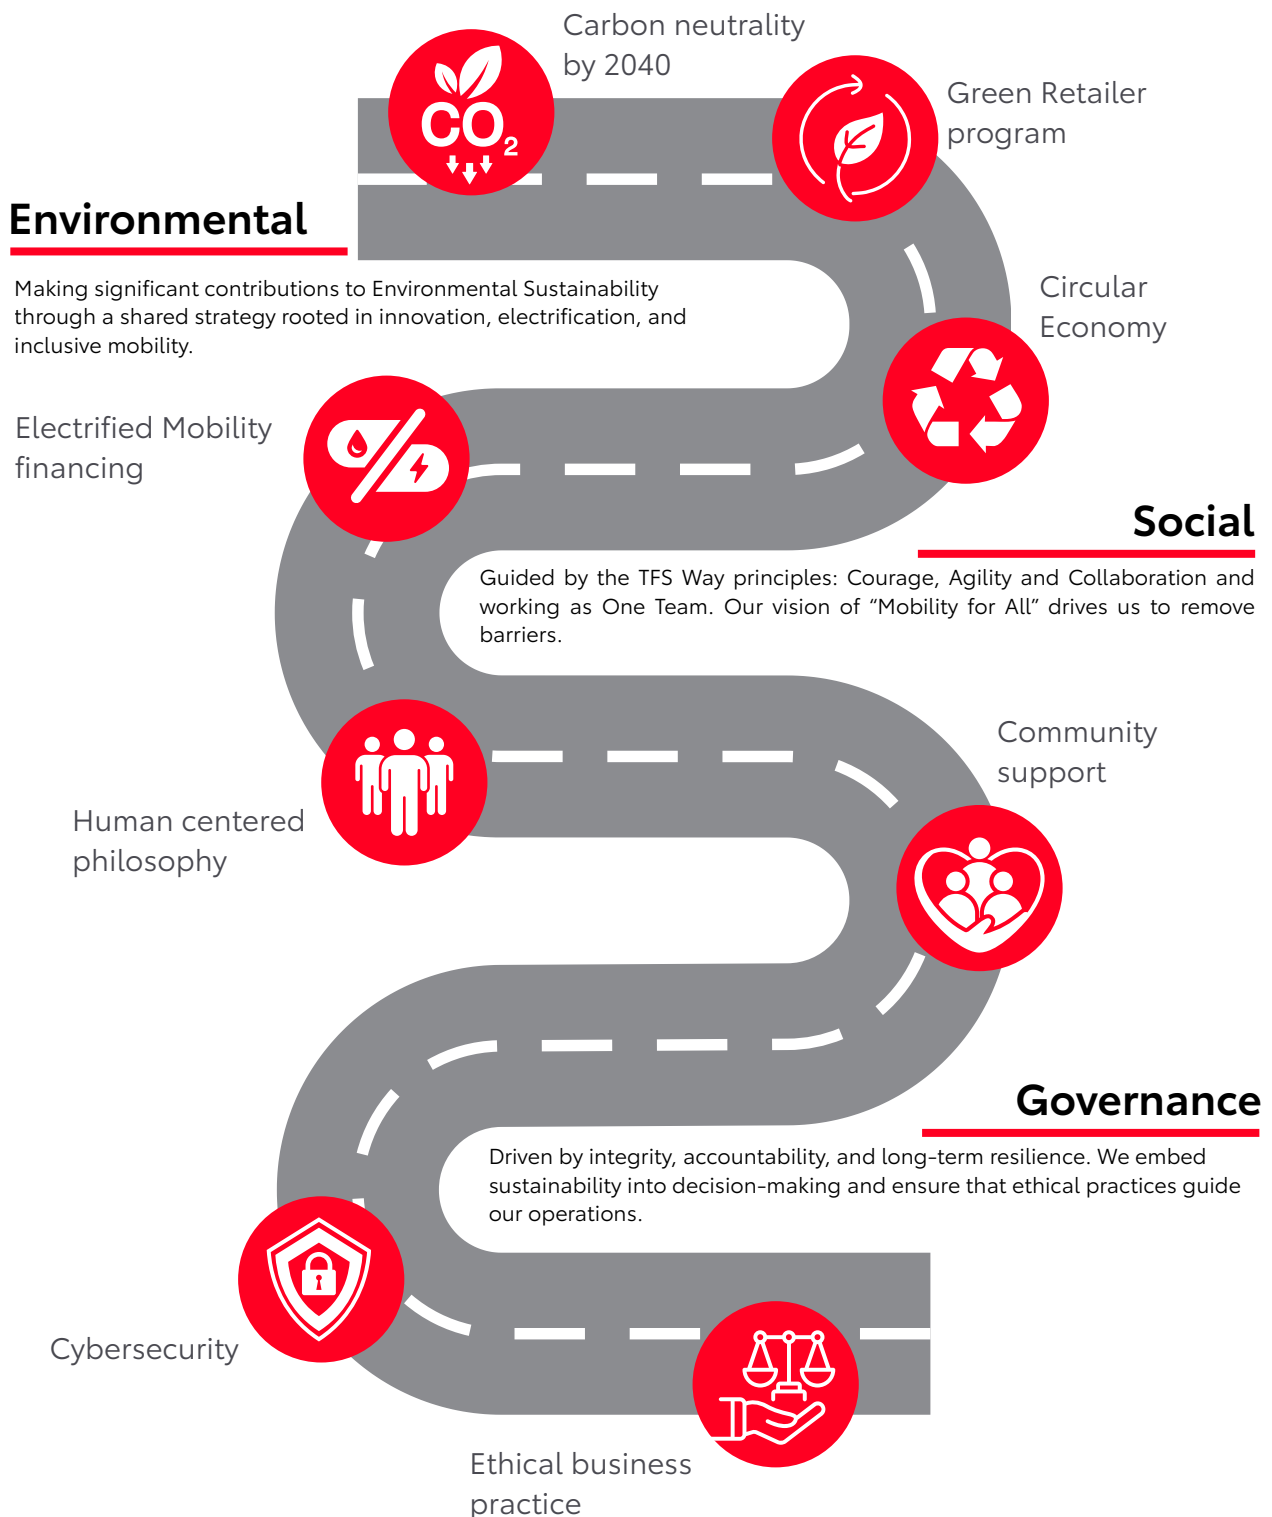 Carbon neutrality
by 2040
Green Retailer
program
CO2
Environmental
Making significant contributions to Environmental Sustainability
through a shared strategy rooted in innovation, electrification, and
inclusive mobility.
Circular
Economy
Electrified Mobility
financing
Social
Guided by the TFS Way principles: Courage, Agility and Collaboration and
working as One Team. Our vision of “Mobility for All” drives us to remove
barriers.
Community
support
Human centered
philosophy
Governance
Driven by integrity, accountability, and long-term resilience. We embed
sustainability into decision-making and ensure that ethical practices guide
our operations.
Cybersecurity
Ethical business
practice